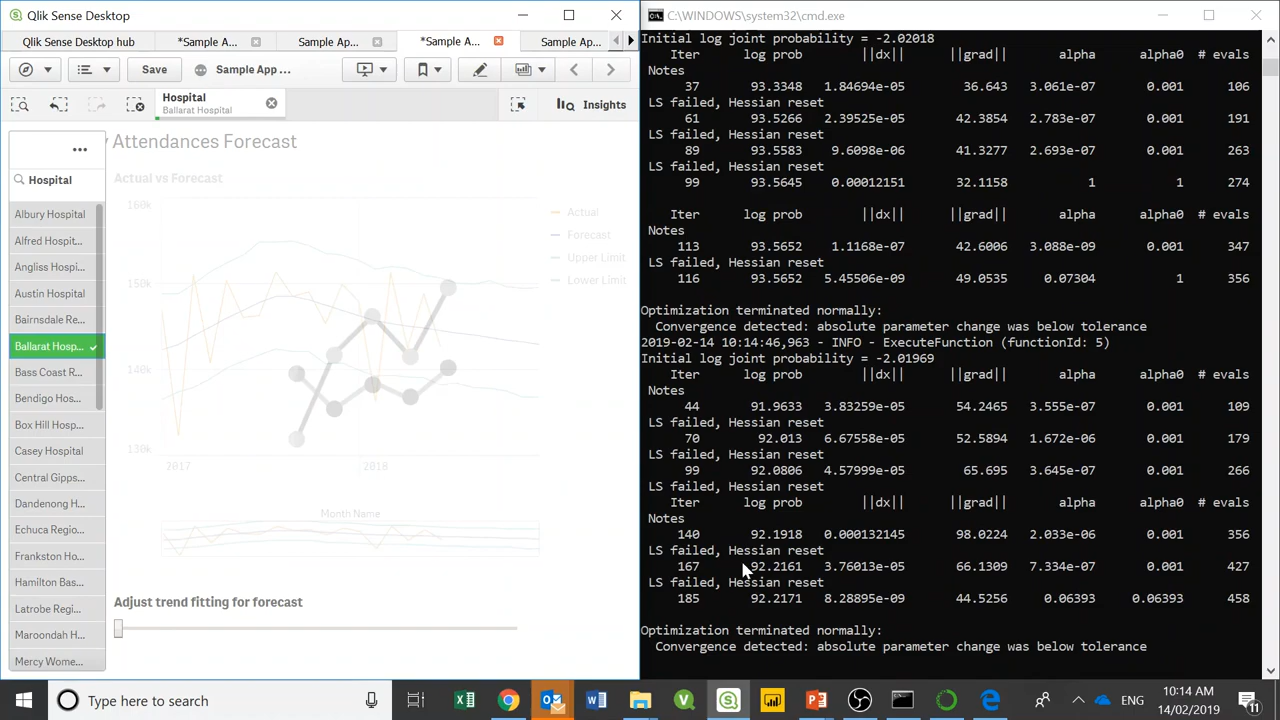 Qlik Sense Desktop
Qlik Sense Desktop hub
*Sample A...
Sample Ap...
*Sample A...
Sample Ap...
Save
Sample App ...
Hospital
Ballarat Hospital
Insights
Attendances Forecast
Hospital
Albury Hospital
Alfred Hospit...
Angliss Hospi...
Austin Hospital
Bairnsdale Re...
Ballarat Hosp...
Bass Coast R...
Bendigo Hos...
Box Hill Hosp...
Casey Hospital
Central Gipps...
Dandenong H...
Echuca Regio...
Frankston Ho...
Hamilton Bas...
Latrobe Regi...
Maroondah H...
Mercy Wome...
Actual vs Forecast
160k
150k
140k
130k
2017
2018
Month Name
Actual
Forecast
Upper Limit
Lower Limit
Adjust trend fitting for forecast
C:\WINDOWS\system32\cmd.exe
Initial log joint probability = -2.02018
Iter log prob ||dx|| ||grad|| alpha alpha0 # evals
Notes
37 93.3348 1.84694e-05 36.643 3.061e-07 0.001 106
LS failed, Hessian reset
61 93.5266 2.39525e-05 42.3854 2.783e-07 0.001 191
LS failed, Hessian reset
89 93.5583 9.6098e-06 41.3277 2.693e-07 0.001 263
LS failed, Hessian reset
99 93.5645 0.00012151 32.1158 1 1 274
Iter log prob ||dx|| ||grad|| alpha alpha0 # evals
Notes
113 93.5652 1.1168e-07 42.6006 3.088e-09 0.001 347
LS failed, Hessian reset
116 93.5652 5.45506e-09 49.0535 0.07304 1 356
Optimization terminated normally:
Convergence detected: absolute parameter change was below tolerance
2019-02-14 10:14:46,963 - INFO - ExecuteFunction (functionId: 5)
Initial log joint probability = -2.01969
Iter log prob ||dx|| ||grad|| alpha alpha0 # evals
Notes
44 91.9633 3.83259e-05 54.2465 3.555e-07 0.001 109
LS failed, Hessian reset
70 92.013 6.67558e-05 52.5894 1.672e-06 0.001 179
LS failed, Hessian reset
99 92.0806 4.57999e-05 65.695 3.645e-07 0.001 266
LS failed, Hessian reset
Iter log prob ||dx|| ||grad|| alpha alpha0 # evals
Notes
140 92.1918 0.000132145 98.0224 2.033e-06 0.001 356
LS failed, Hessian reset
167 92.2161 3.76013e-05 66.1309 7.334e-07 0.001 427
LS failed, Hessian reset
185 92.2171 8.28895e-09 44.5256 0.06393 0.06393 458
Optimization terminated normally:
Convergence detected: absolute parameter change was below tolerance
Type here to search
ENG
10:14 AM
14/02/2019
11